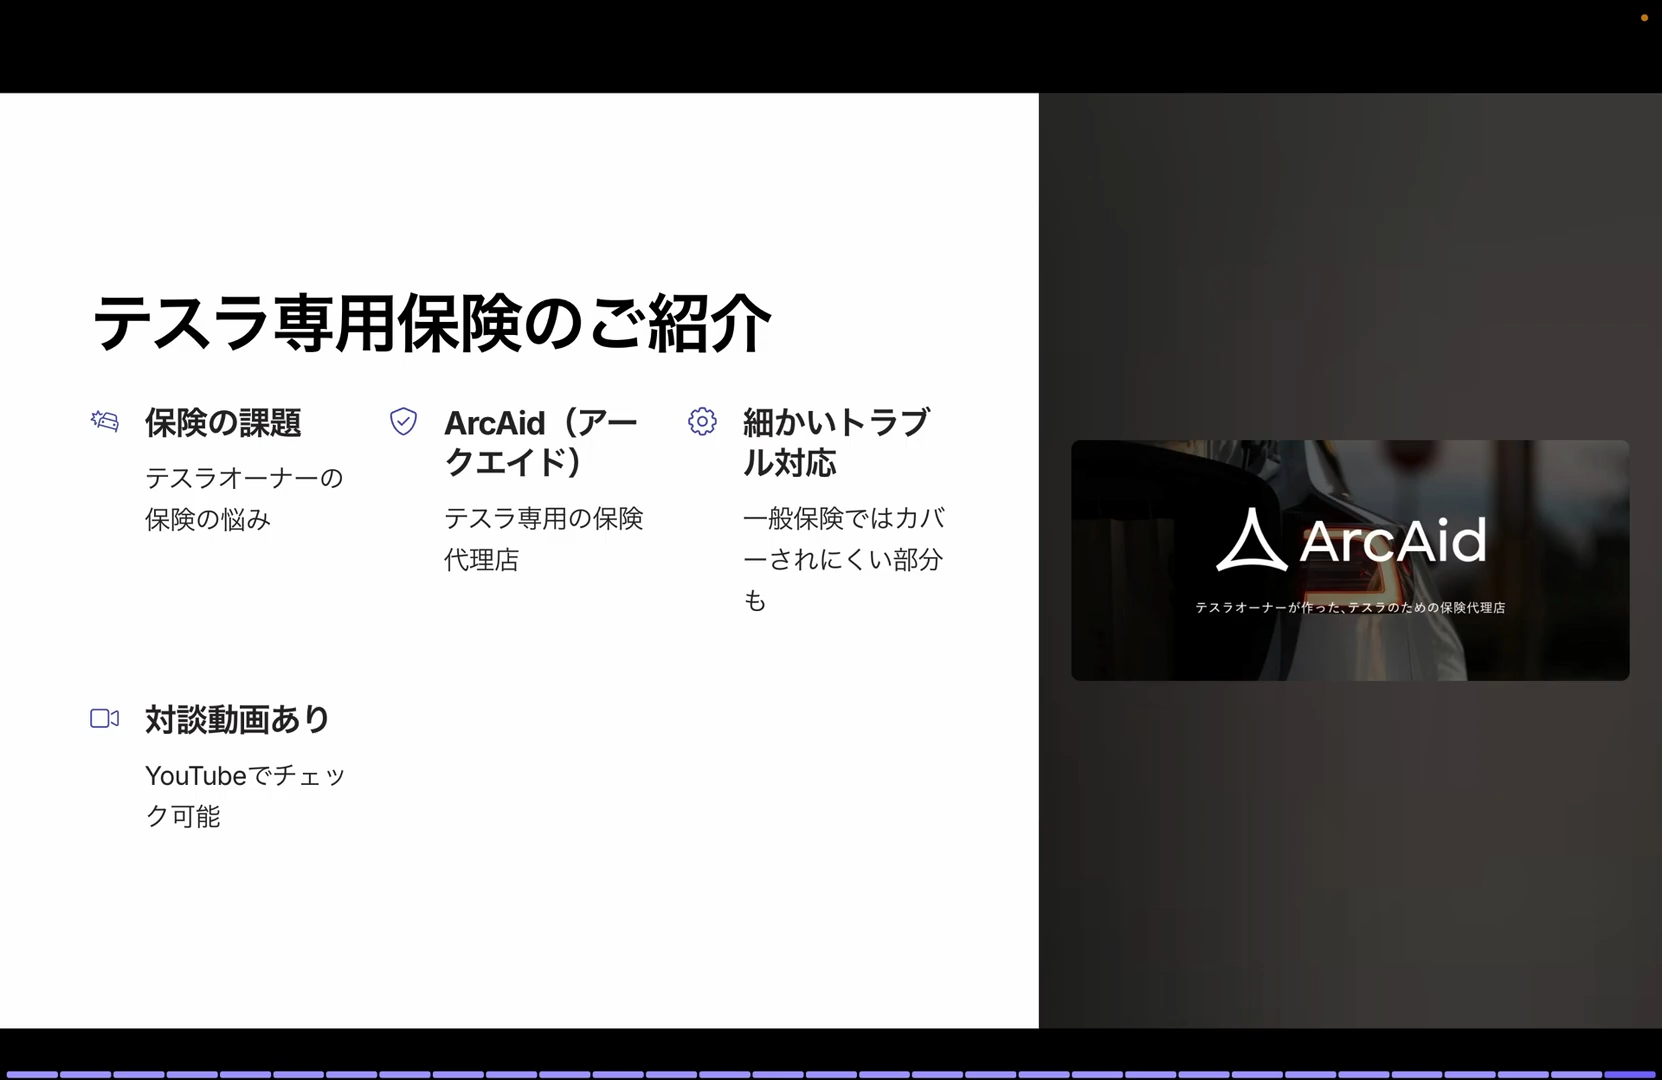 テスラ専用保険のご紹介
保険の課題
テスラオーナーの
保険の悩み
ArcAid（アー
クエイド）
テスラ専用の保険
代理店
細かいトラブ
ル対応
一般保険ではカバ
ーされにくい部分
も
対談動画あり
YouTubeでチェッ
ク可能
ArcAid
テスラオーナーが作った、テスラのための保険代理店